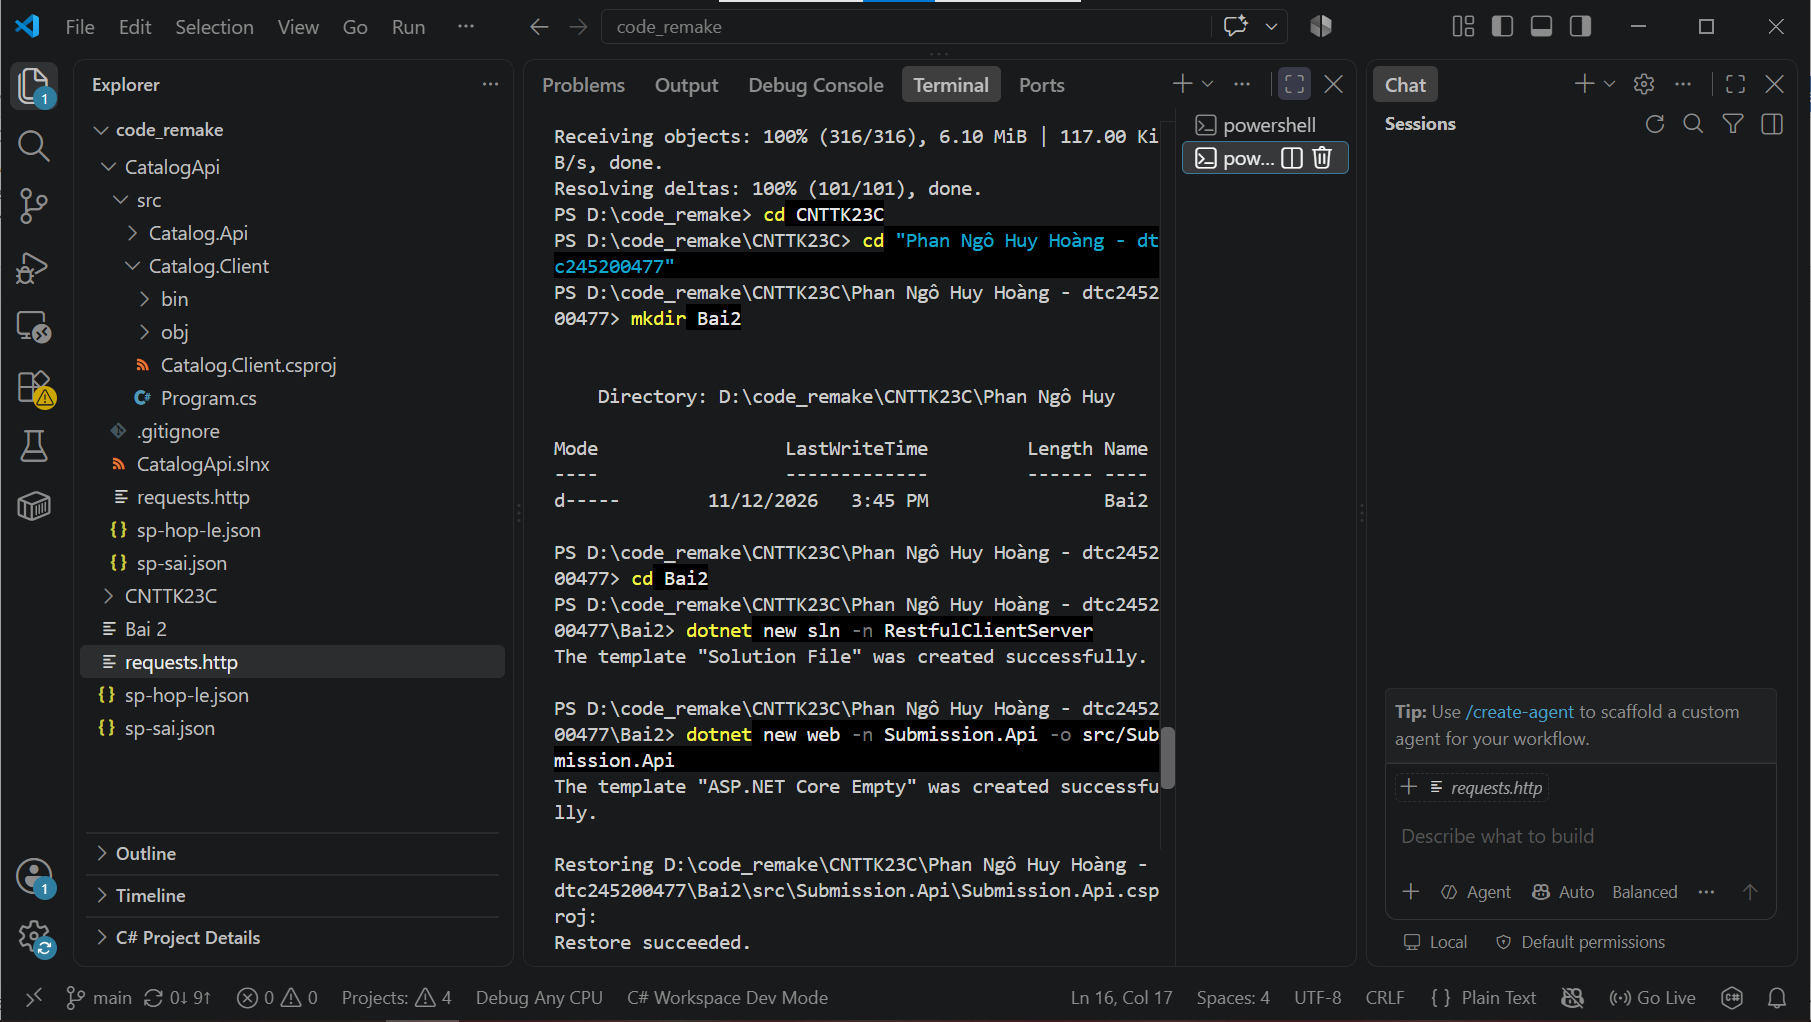 File Edit Selection View Go Run ···
code_remake
Explorer
code_remake
CatalogApi
src
Catalog.Api
Catalog.Client
bin
obj
Catalog.Client.csproj
C# Program.cs
.gitignore
CatalogApi.slnx
requests.http
{} sp-hop-le.json
{} sp-sai.json
CNTTK23C
Bai 2
requests.http
{} sp-hop-le.json
{} sp-sai.json
Outline
Timeline
C# Project Details
1
1
Problems Output Debug Console Terminal Ports
Receiving objects: 100% (316/316), 6.10 MiB | 117.00 Ki
B/s, done.
Resolving deltas: 100% (101/101), done.
PS D:\code_remake> cd CNTTK23C
PS D:\code_remake\CNTTK23C> cd "Phan Ngô Huy Hoàng - dt
c245200477"
PS D:\code_remake\CNTTK23C\Phan Ngô Huy Hoàng - dtc2452
00477> mkdir Bai2
Directory: D:\code_remake\CNTTK23C\Phan Ngô Huy
Mode LastWriteTime Length Name
---- ------------- ------ ----
d----- 11/12/2026 3:45 PM Bai2
PS D:\code_remake\CNTTK23C\Phan Ngô Huy Hoàng - dtc2452
00477> cd Bai2
PS D:\code_remake\CNTTK23C\Phan Ngô Huy Hoàng - dtc2452
00477\Bai2> dotnet new sln -n RestfulClientServer
The template "Solution File" was created successfully.
PS D:\code_remake\CNTTK23C\Phan Ngô Huy Hoàng - dtc2452
00477\Bai2> dotnet new web -n Submission.Api -o src/Sub
mission.Api
The template "ASP.NET Core Empty" was created successfu
lly.
Restoring D:\code_remake\CNTTK23C\Phan Ngô Huy Hoàng -
dtc245200477\Bai2\src\Submission.Api\Submission.Api.csp
roj:
Restore succeeded.
powershell
pow...
Chat
Sessions
Tip: Use /create-agent to scaffold a custom
agent for your workflow.
requests.http
Describe what to build
Agent Auto Balanced ···
Local Default permissions
main 0↓ 9↑ 0 0 Projects: 4 Debug Any CPU C# Workspace Dev Mode Ln 16, Col 17 Spaces: 4 UTF-8 CRLF {} Plain Text Go Live